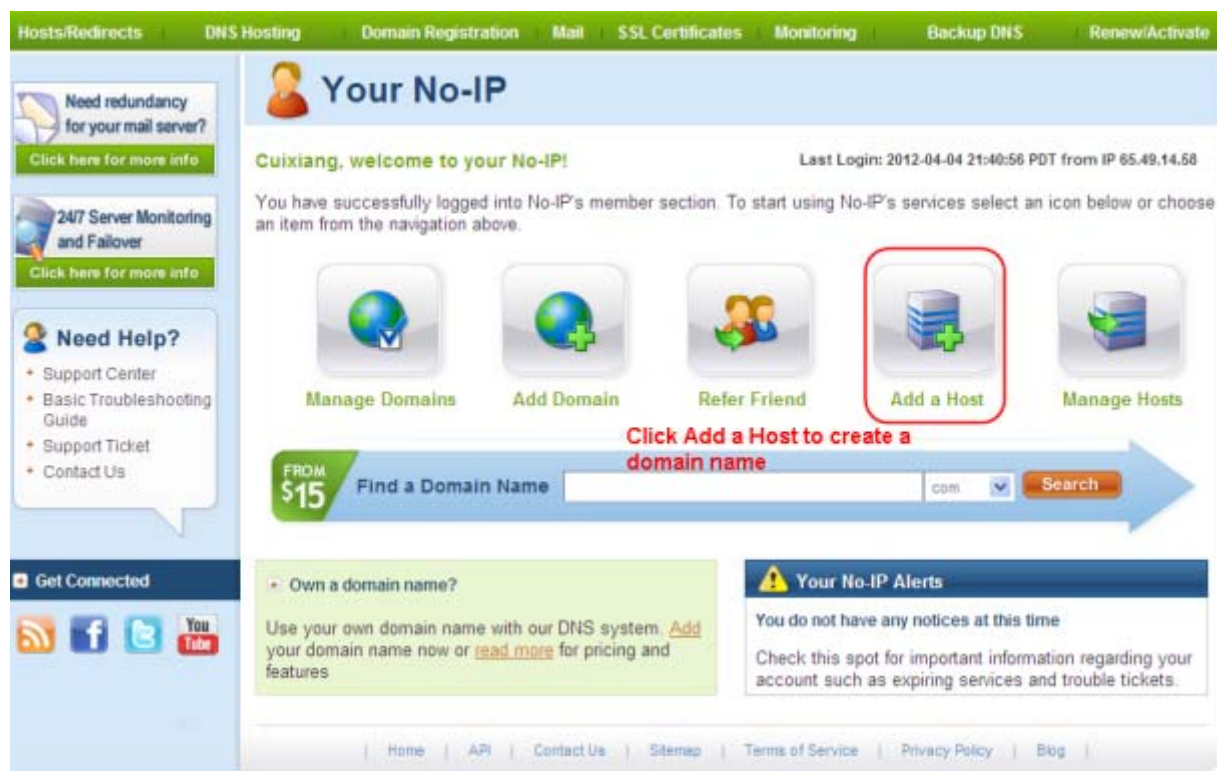 Hosts/Redirects DNS Hosting Domain Registration Mail SSL Certificates Monitoring Backup DNS Renew/Activate
Need redundancy
for your mail server?
Click here for more info
24/7 Server Monitoring
and Failover
Click here for more info
Need Help?
Support Center
Basic Troubleshooting
Guide
Support Ticket
Contact Us
Get Connected
You
Tube
Your No-IP
Cuixiang, welcome to your No-IP!
Last Login: 2012-04-04 21:40:56 PDT from IP 65.49.14.58
You have successfully logged into No-IP's member section. To start using No-IP's services select an icon below or choose
an item from the navigation above.
Manage Domains Add Domain Refer Friend Add a Host Manage Hosts
Click Add a Host to create a
domain name
FROM
$15
Find a Domain Name com Search
Own a domain name?
Use your own domain name with our DNS system. Add
your domain name now or read more for pricing and
features
Your No-IP Alerts
You do not have any notices at this time
Check this spot for important information regarding your
account such as expiring services and trouble tickets.
| Home | API | Contact Us | Sitemap | Terms of Service | Privacy Policy | Blog |